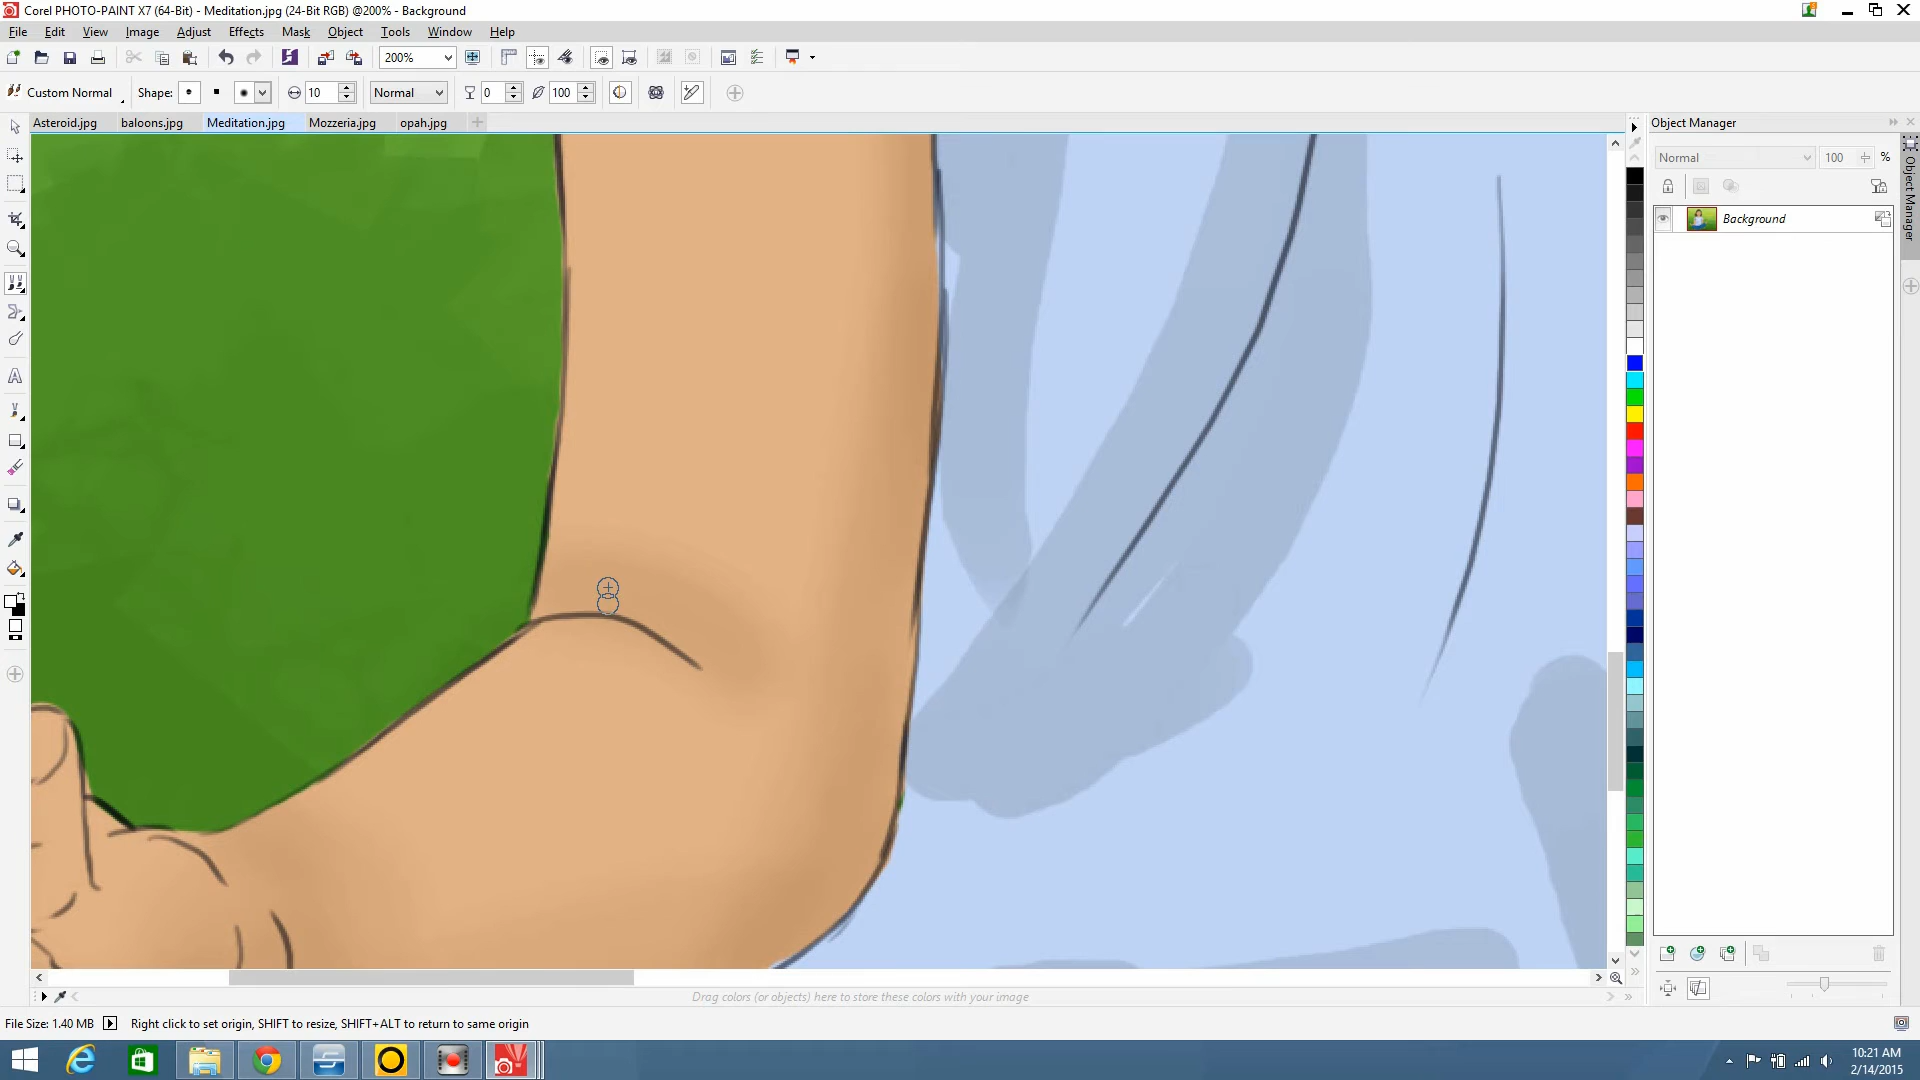 Corel PHOTO-PAINT X7 (64-Bit) - Meditation.jpg (24-Bit RGB) @200% - Background
File Edit View Image Adjust Effects Mask Object Tools Window Help
200%
Custom Normal Shape: 10 Normal 0 100
Asteroid.jpg baloons.jpg Meditation.jpg Mozzeria.jpg opah.jpg
Object Manager
Normal 100 %
Background
Object Manager
Drag colors (or objects) here to store these colors with your image
File Size: 1.40 MB Right click to set origin, SHIFT to resize, SHIFT+ALT to return to same origin
10:21 AM
2/14/2015